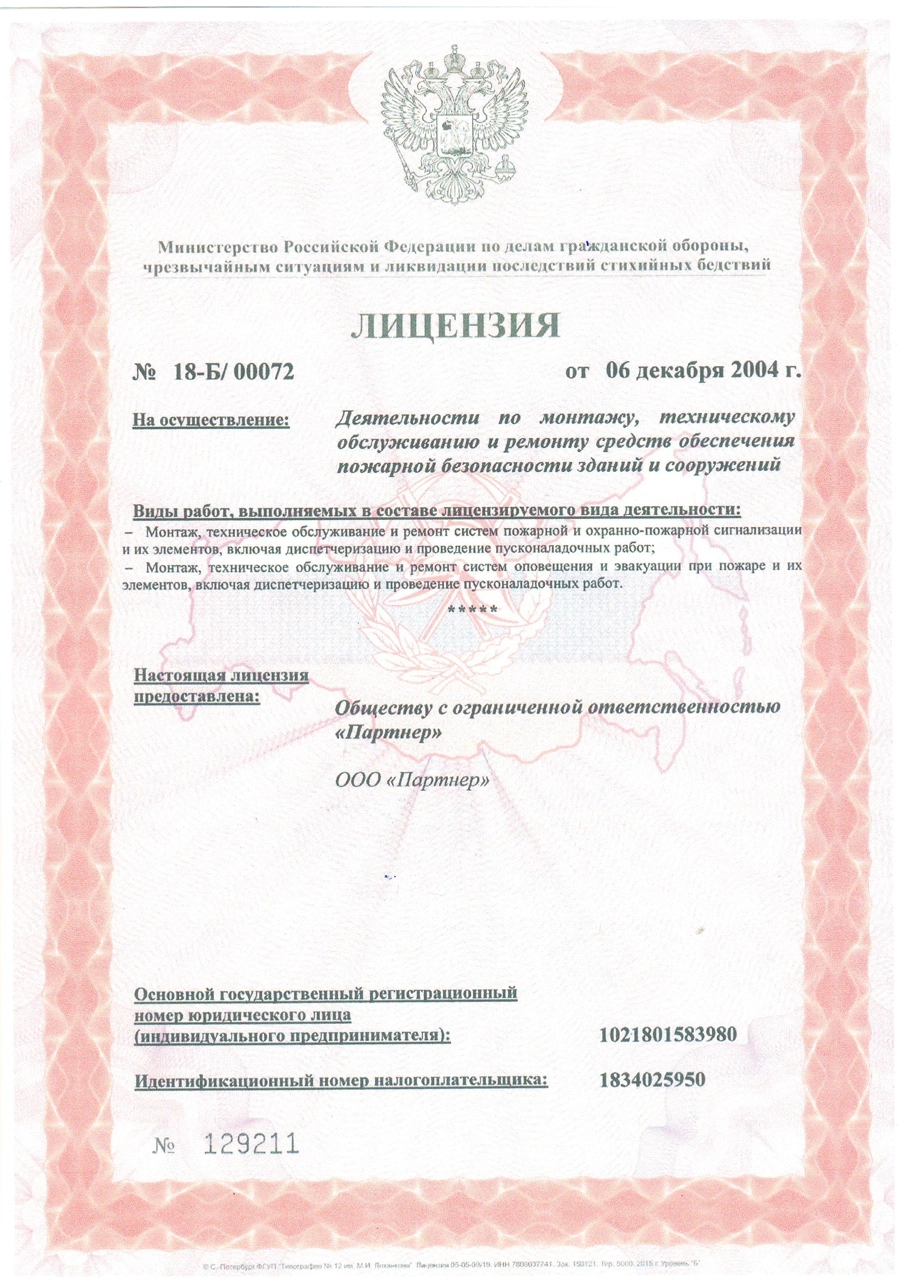 Министерство Российской Федерации по делам гражданской обороны,
чрезвычайным ситуациям и ликвидации последствий стихийных бедствий
ЛИЦЕНЗИЯ
№ 18-Б/ 00072 от 06 декабря 2004 г.
На осуществление: Деятельности по монтажу, техническому
обслуживанию и ремонту средств обеспечения
пожарной безопасности зданий и сооружений
Виды работ, выполняемых в составе лицензируемого вида деятельности:
– Монтаж, техническое обслуживание и ремонт систем пожарной и охранно-пожарной сигнализации
и их элементов, включая диспетчеризацию и проведение пусконаладочных работ;
– Монтаж, техническое обслуживание и ремонт систем оповещения и эвакуации при пожаре и их
элементов, включая диспетчеризацию и проведение пусконаладочных работ.
*****
Настоящая лицензия
предоставлена:
Обществу с ограниченной ответственностью
«Партнер»
ООО «Партнер»
Основной государственный регистрационный
номер юридического лица
(индивидуального предпринимателя): 1021801583980
Идентификационный номер налогоплательщика: 1834025950
№ 129211
© С.-Петербург ФГУП "Типография № 12 им. М.И. Лоханкова" Лицензия 05-05-09/19. ИНН 7800007741. Тир. 5000. 2015 г. Уровень "Б"